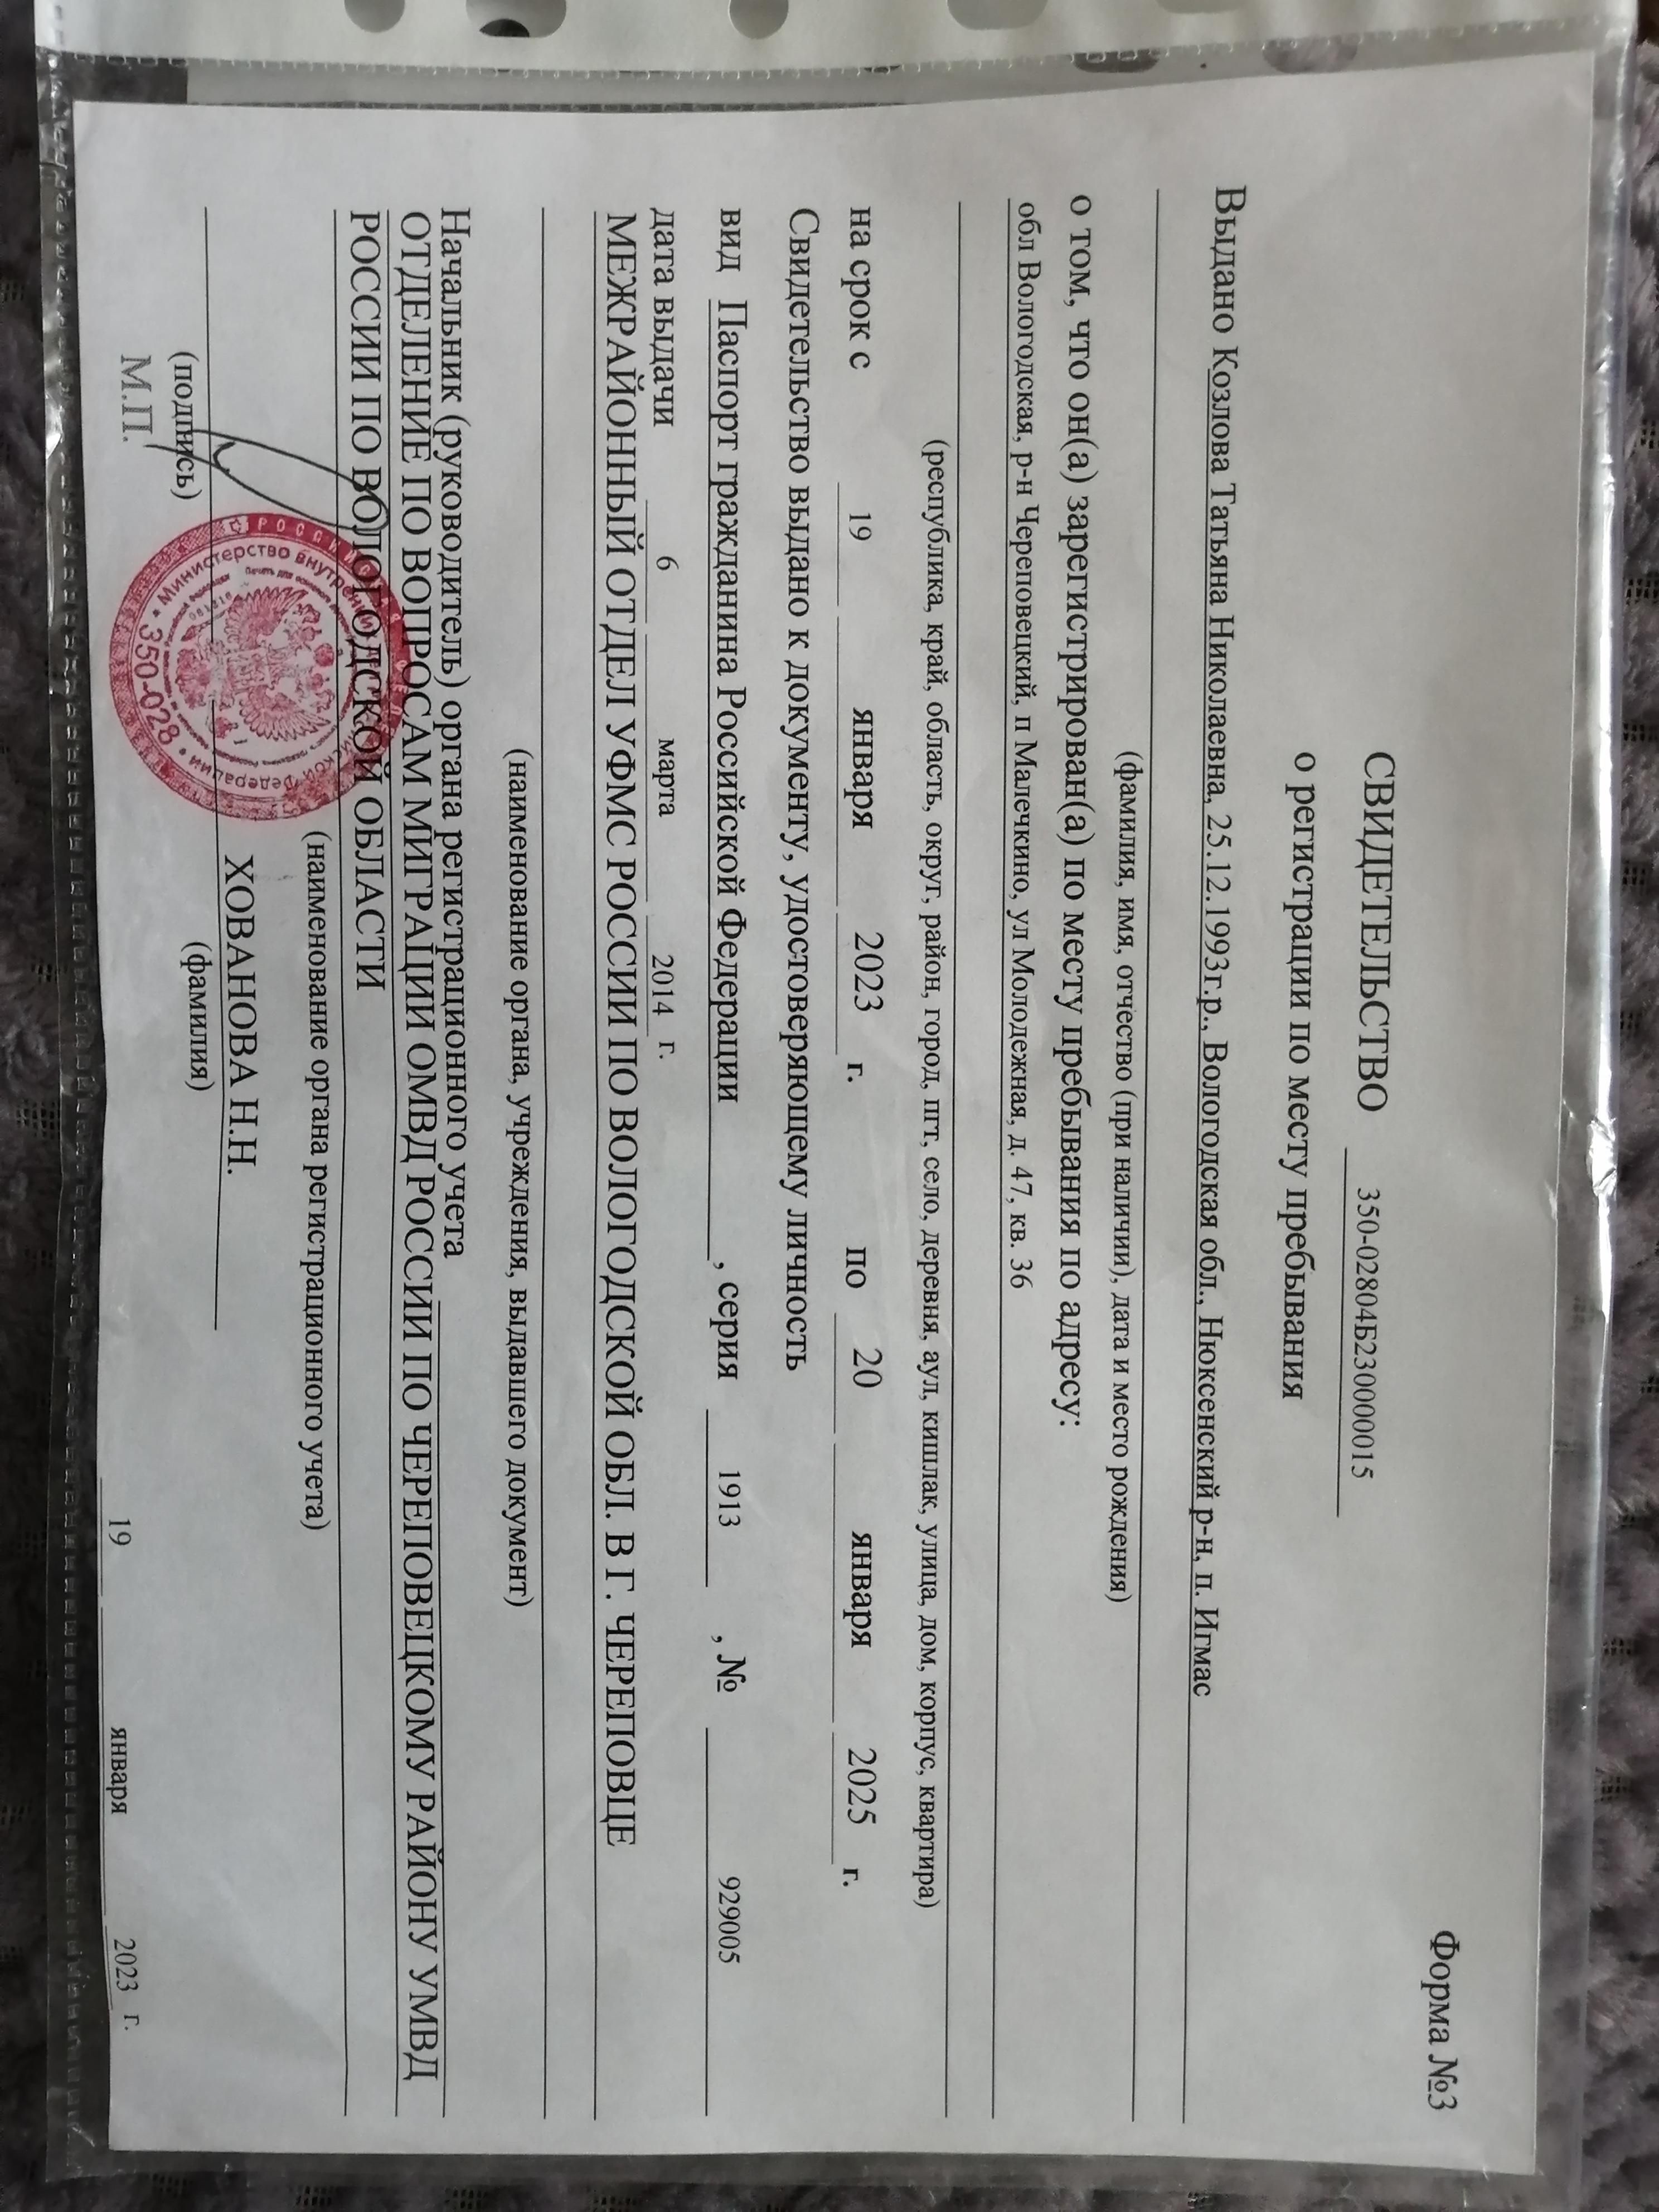 Форма №3
СВИДЕТЕЛЬСТВО 350-02804Б230000015
о регистрации по месту пребывания
Выдано Козлова Татьяна Николаевна, 25.12.1993г.р., Вологодская обл., Нюксенский р-н, п. Игмас
(фамилия, имя, отчество (при наличии), дата и место рождения)
о том, что он(а) зарегистрирован(а) по месту пребывания по адресу:
обл Вологодская, р-н Череповецкий, п Малечкино, ул Молодежная, д. 47, кв. 36
(республика, край, область, округ, район, город, пгт, село, деревня, аул, кишлак, улица, дом, корпус, квартира)
на срок с 19 января 2023 г. по 20 января 2025 г.
Свидетельство выдано к документу, удостоверяющему личность
вид Паспорт гражданина Российской Федерации , серия 1913 , № 929005
дата выдачи 6 марта 2014 г.
МЕЖРАЙОННЫЙ ОТДЕЛ УФМС РОССИИ ПО ВОЛОГОДСКОЙ ОБЛ. В Г. ЧЕРЕПОВЦЕ
(наименование органа, учреждения, выдавшего документ)
Начальник (руководитель) органа регистрационного учета
ОТДЕЛЕНИЕ ПО ВОПРОСАМ МИГРАЦИИ ОМВД РОССИИ ПО ЧЕРЕПОВЕЦКОМУ РАЙОНУ УМВД
РОССИИ ПО ВОЛОГОДСКОЙ ОБЛАСТИ
(наименование органа регистрационного учета)
ХОВАНОВА Н.Н.
(подпись) (фамилия)
М.П.
Министерство внутренних
350-028
19 января 2023 г.